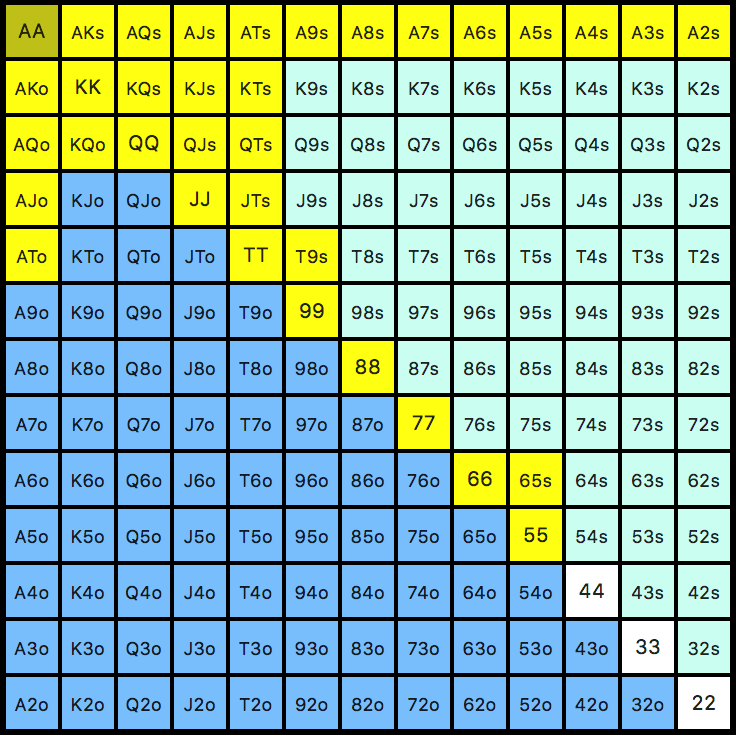 AA AKs AQs AJs ATs A9s A8s A7s A6s A5s A4s A3s A2s
AKo KK KQs KJs KTs K9s K8s K7s K6s K5s K4s K3s K2s
AQo KQo QQ QJs QTs Q9s Q8s Q7s Q6s Q5s Q4s Q3s Q2s
AJo KJo QJo JJ JTs J9s J8s J7s J6s J5s J4s J3s J2s
ATo KTo QTo JTo TT T9s T8s T7s T6s T5s T4s T3s T2s
A9o K9o Q9o J9o T9o 99 98s 97s 96s 95s 94s 93s 92s
A8o K8o Q8o J8o T8o 98o 88 87s 86s 85s 84s 83s 82s
A7o K7o Q7o J7o T7o 97o 87o 77 76s 75s 74s 73s 72s
A6o K6o Q6o J6o T6o 96o 86o 76o 66 65s 64s 63s 62s
A5o K5o Q5o J5o T5o 95o 85o 75o 65o 55 54s 53s 52s
A4o K4o Q4o J4o T4o 94o 84o 74o 64o 54o 44 43s 42s
A3o K3o Q3o J3o T3o 93o 83o 73o 63o 53o 43o 33 32s
A2o K2o Q2o J2o T2o 92o 82o 72o 62o 52o 42o 32o 22